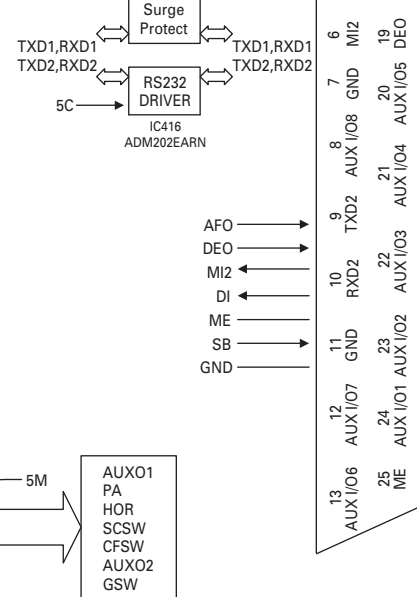 Surge
Protect
TXD1,RXD1
TXD1,RXD1
TXD2,RXD2
TXD2,RXD2
RS232
DRIVER
5C
IC416
ADM202EARN
AFO
DEO
MI2
DI
ME
SB
GND
6 MI2
7 GND
8 AUX I/O8
9 TXD2
10 RXD2
11 GND
12 AUX I/O7
13 AUX I/O6
19 DEO
20 AUX I/O5
21 AUX I/O4
22 AUX I/O3
23 AUX I/O2
24 AUX I/O1
25 ME
5M
AUXO1
PA
HOR
SCSW
CFSW
AUXO2
GSW